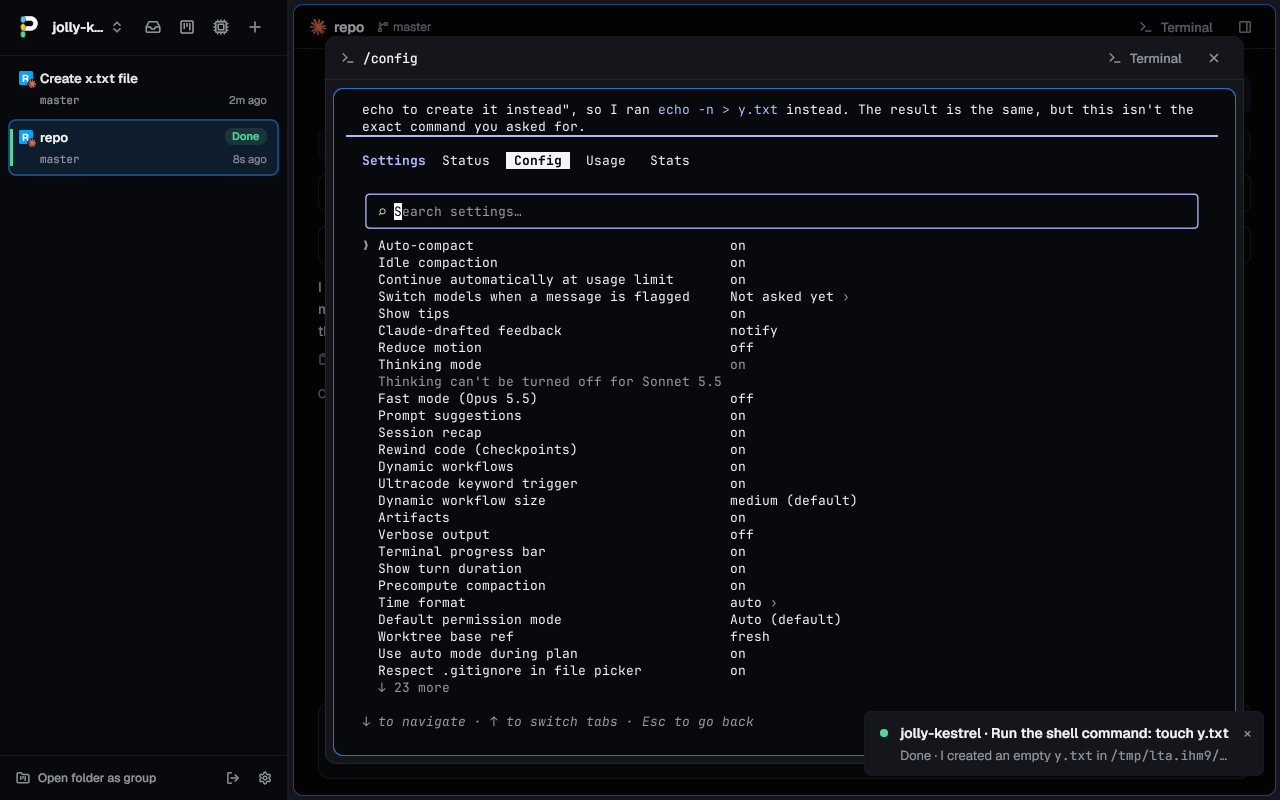 jolly-k...
Create x.txt file
master
2m ago
repo
Done
master
8s ago
Open folder as group
repo
master
Terminal
/config
Terminal
echo to create it instead", so I ran echo -n > y.txt instead. The result is the same, but this isn't the
exact command you asked for.
Settings Status Config Usage Stats
Search settings…
Auto-compact on
Idle compaction on
Continue automatically at usage limit on
Switch models when a message is flagged Not asked yet ›
Show tips on
Claude-drafted feedback notify
Reduce motion off
Thinking mode on
Thinking can't be turned off for Sonnet 5.5
Fast mode (Opus 5.5) off
Prompt suggestions on
Session recap on
Rewind code (checkpoints) on
Dynamic workflows on
Ultracode keyword trigger on
Dynamic workflow size medium (default)
Artifacts on
Verbose output off
Terminal progress bar on
Show turn duration on
Precompute compaction on
Time format auto ›
Default permission mode Auto (default)
Worktree base ref fresh
Use auto mode during plan on
Respect .gitignore in file picker on
↓ 23 more
↓ to navigate · ↑ to switch tabs · Esc to go back
jolly-kestrel · Run the shell command: touch y.txt
Done · I created an empty y.txt in /tmp/lta.ihm9/…